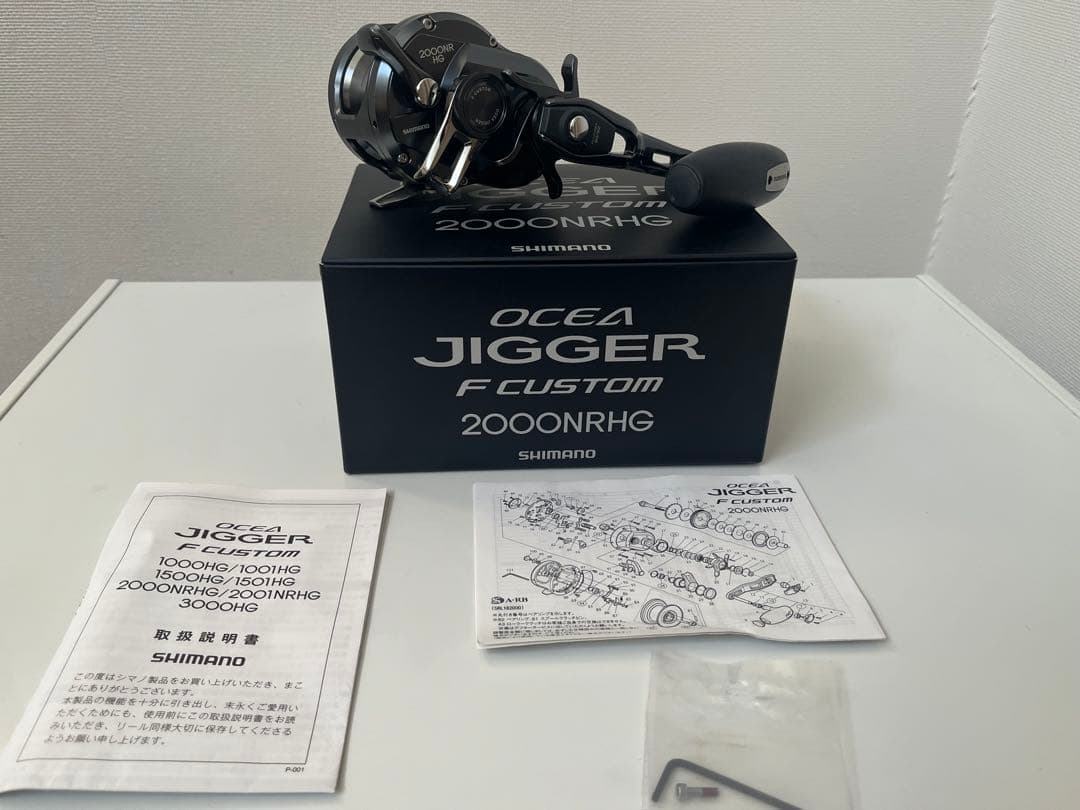 2000NR
HG
SHIMANO
OCEA
JIGGER
F CUSTOM
2000NRHG
SHIMANO
OCEA
JIGGER
F CUSTOM
2000NRHG
SHIMANO
OCEA
JIGGER
F CUSTOM
1000HG/1001HG
1500HG/1501HG
2000NRHG/2001NRHG
3000HG
取扱説明書
SHIMANO
この度はシマノ製品をお買い上げいただき、まこ
とにありがとうございます。
本製品の機能を十分に引き出し、末永くご愛用い
ただくためにも、使用前にこの取扱説明書をお読
みいただき、リール同様大切に保存してくださる
ようお願い申し上げます。
P-001
OCEA
JIGGER
F CUSTOM
2000NRHG
A-RB